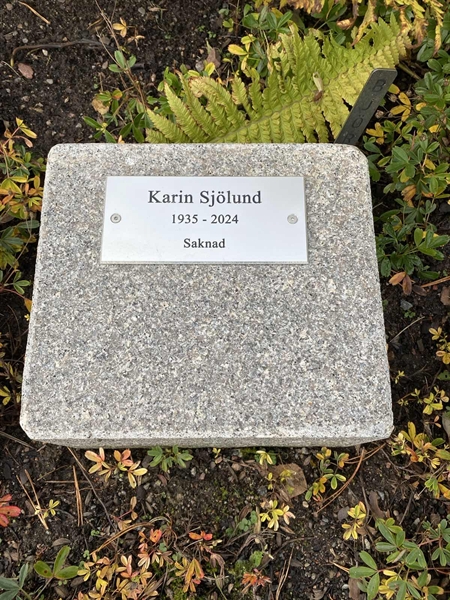 Karin Sjölund
1935 - 2024
Saknad